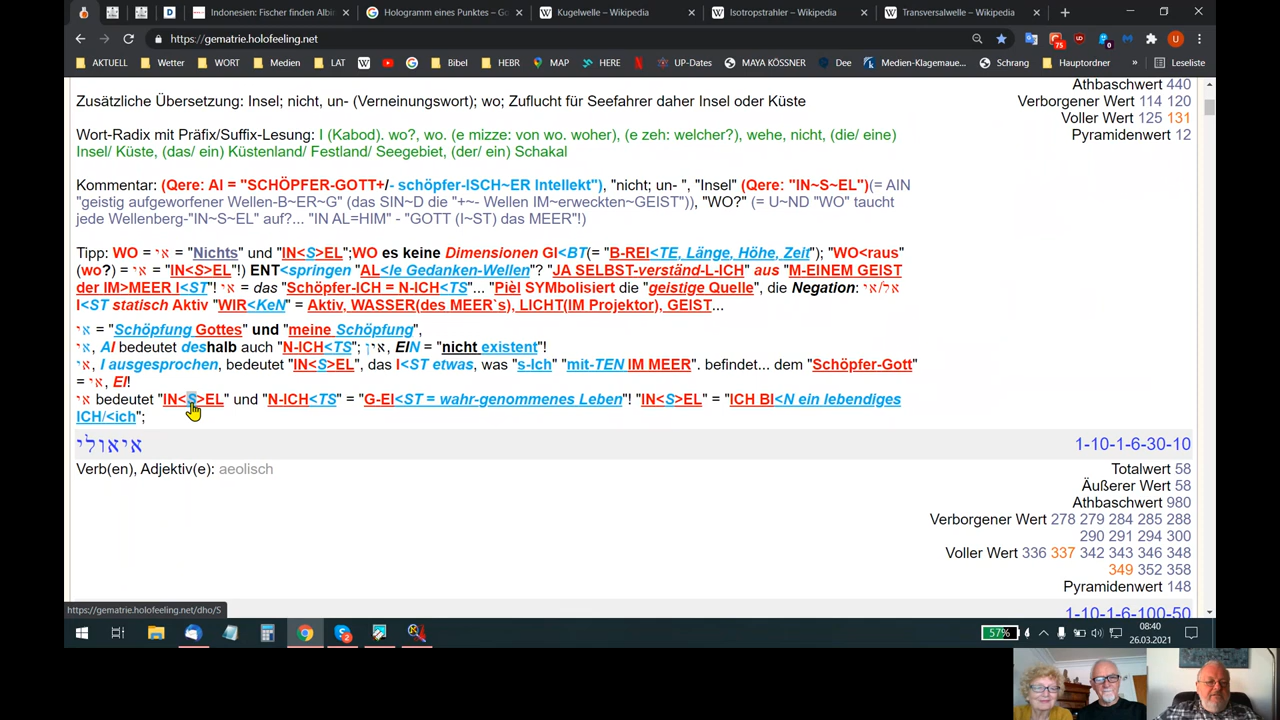 Indonesien: Fischer finden Albin
Hologramm eines Punktes – Go
Kugelwelle – Wikipedia
Isotropstrahler – Wikipedia
Transversalwelle – Wikipedia
https://gematrie.holofeeling.net
AKTUELL
Wetter
WORT
Medien
LAT
Bibel
HEBR
MAP
HERE
UP-Dates
MAYA KÖSSNER
Dee
Medien-Klagemaue...
Schrang
Hauptordner
Leseliste
Athbaschwert 440
Zusätzliche Übersetzung: Insel; nicht, un- (Verneinungswort); wo; Zuflucht für Seefahrer daher Insel oder Küste
Verborgener Wert 114 120
Voller Wert 125 131
Pyramidenwert 12
Wort-Radix mit Präfix/Suffix-Lesung: I (Kabod). wo?, wo. (e mizze: von wo. woher), (e zeh: welcher?), wehe, nicht, (die/ eine)
Insel/ Küste, (das/ ein) Küstenland/ Festland/ Seegebiet, (der/ ein) Schakal
Kommentar: (Qere: AI = "SCHÖPFER-GOTT+/- schöpfer-ISCH~ER Intellekt"), "nicht; un- ", "Insel" (Qere: "IN~S~EL")(= AIN
"geistig aufgeworfener Wellen-B~ER~G" (das SIN~D die "+~- Wellen IM~erweckten~GEIST")), "WO?" (= U~ND "WO" taucht
jede Wellenberg-"IN~S~EL" auf?... "IN AL=HIM" - "GOTT (I~ST) das MEER"!)
Tipp: WO = אי = "Nichts" und "IN<S>EL";WO es keine Dimensionen GI<BT(= "B-REI<TE, Länge, Höhe, Zeit"); "WO<raus"
(wo?) = אי = "IN<S>EL"!) ENT<springen "AL<le Gedanken-Wellen"? "JA SELBST-verständ-L-ICH" aus "M-EINEM GEIST
der IM>MEER I<ST"! אי = das "Schöpfer-ICH = N-ICH<TS"... "Pièl SYMbolisiert die "geistige Quelle", die Negation: אל/אי
I<ST statisch Aktiv "WIR<KeN" = Aktiv, WASSER(des MEER`s), LICHT(IM Projektor), GEIST...
אי = "Schöpfung Gottes" und "meine Schöpfung",
אי, AI bedeutet deshalb auch "N-ICH<TS"; אין, EIN = "nicht existent"!
אי, I ausgesprochen, bedeutet "IN<S>EL", das I<ST etwas, was "s-Ich" "mit-TEN IM MEER". befindet... dem "Schöpfer-Gott"
= אי, EI!
אי bedeutet "IN<S>EL" und "N-ICH<TS" = "G-EI<ST = wahr-genommenes Leben"! "IN<S>EL" = "ICH BI<N ein lebendiges
ICH/<ich";
איאולי
1-10-1-6-30-10
Verb(en), Adjektiv(e): aeolisch
Totalwert 58
Äußerer Wert 58
Athbaschwert 980
Verborgener Wert 278 279 284 285 288
290 291 294 300
Voller Wert 336 337 342 343 346 348
349 352 358
Pyramidenwert 148
https://gematrie.holofeeling.net/dho/S
1-10-1-6-100-50
57%
08:40
26.03.2021